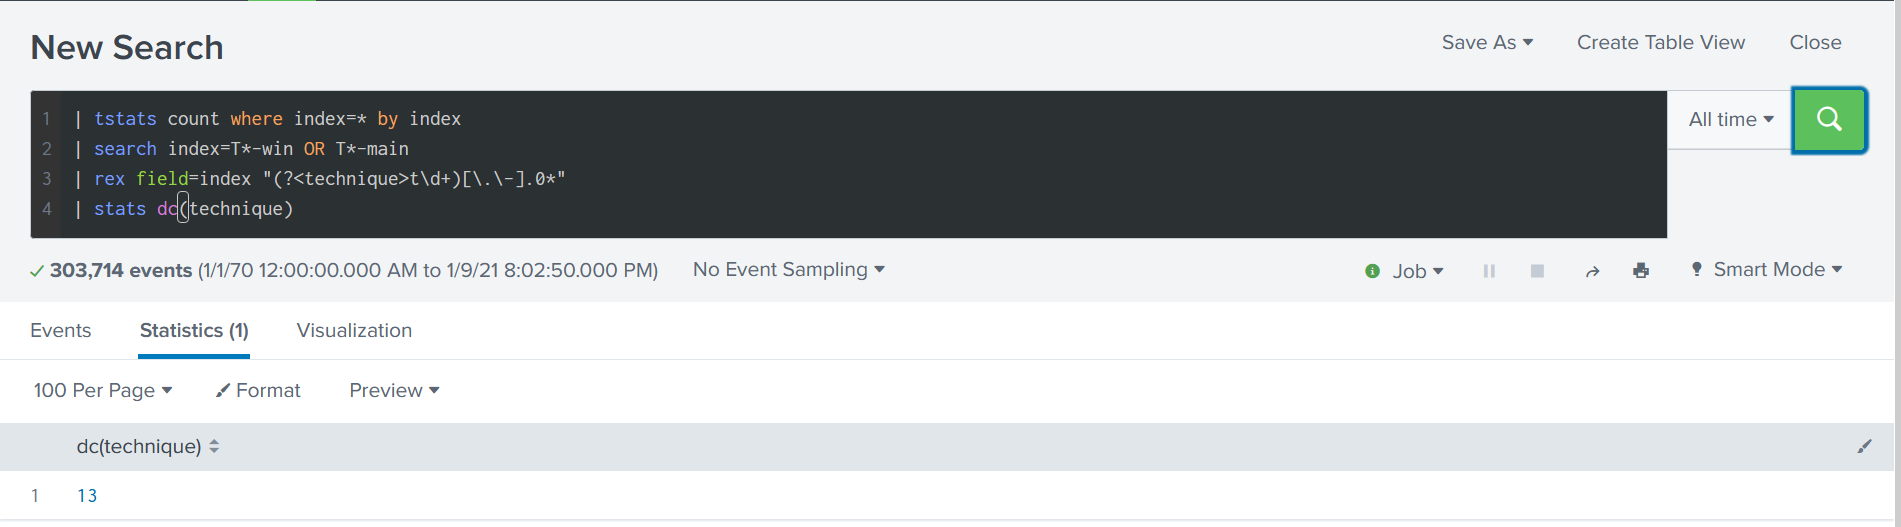 New Search
Save As Create Table View Close
1 | tstats count where index=* by index
2 | search index=T*-win OR T*-main
3 | rex field=index "(?<technique>t\d+)[\.\-].0*"
4 | stats dc(technique)
All time
303,714 events (1/1/70 12:00:00.000 AM to 1/9/21 8:02:50.000 PM) No Event Sampling
Job Smart Mode
Events Statistics (1) Visualization
100 Per Page Format Preview
dc(technique)
1 13